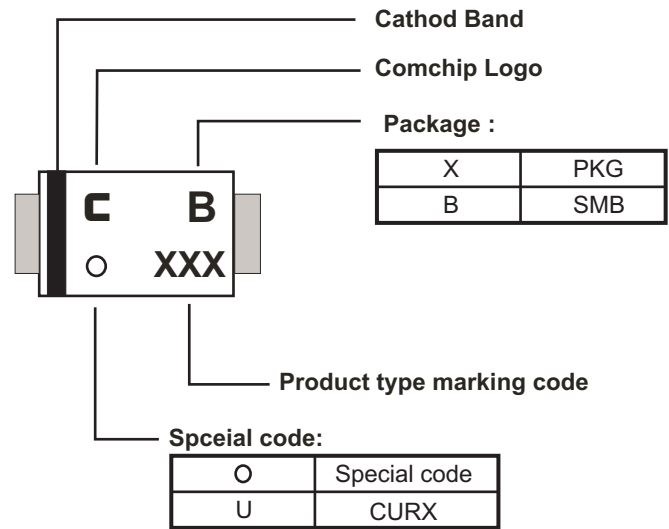 Cathod Band
Comchip Logo
Package :
X PKG
B SMB
C B
O XXX
Product type marking code
Spceial code:
O Special code
U CURX